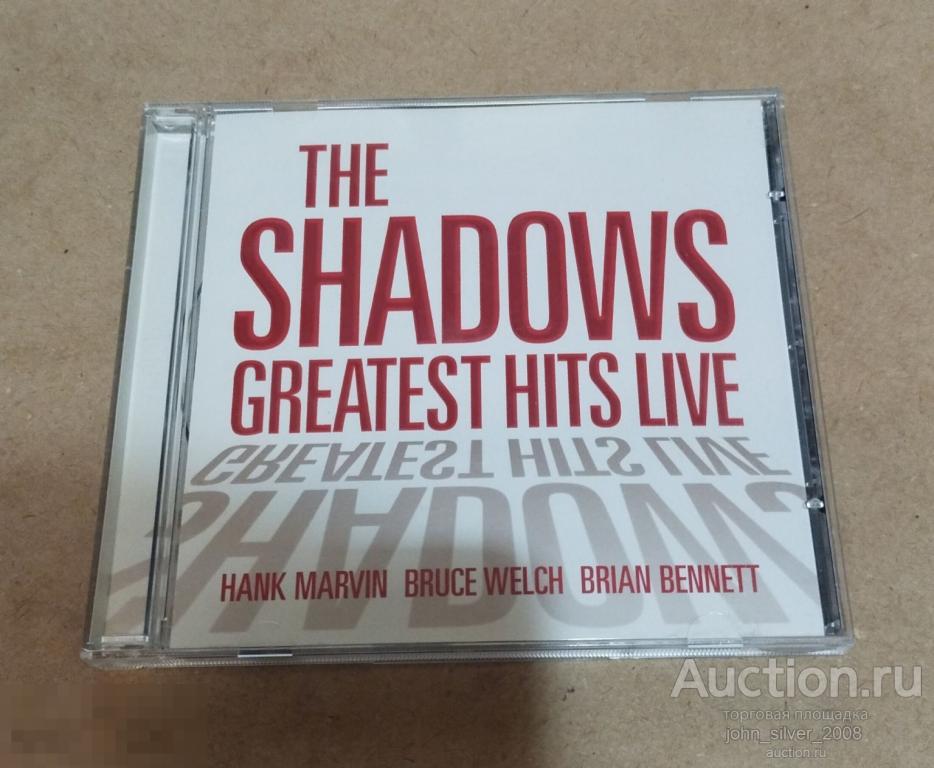 THE
SHADOWS
GREATEST HITS LIVE
GREATEST HITS LIVE
SHADOWS
HANK MARVIN BRUCE WELCH BRIAN BENNETT
Auction.ru
торговая площадка
john_silver_2008
auction.ru